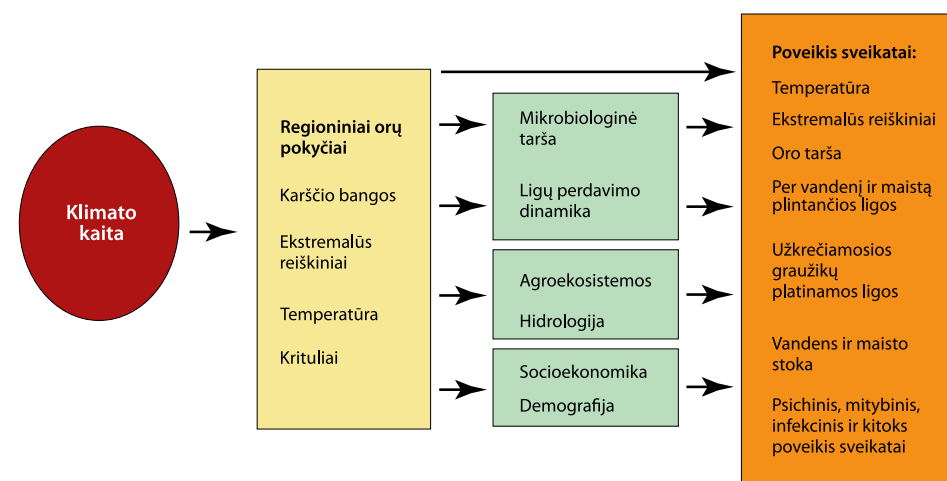 Klimato
kaita
Regioniniai orų
pokyčiai
Karščio bangos
Ekstremalūs
reiškiniai
Temperatūra
Krituliai
Mikrobiologinė
tarša
Ligų perdavimo
dinamika
Agroekosistemos
Hidrologija
Socioekonomika
Demografija
Poveikis sveikatai:
Temperatūra
Ekstremalūs reiškiniai
Oro tarša
Per vandenį ir maistą
plintančios ligos
Užkrečiamosios
graužikų
platinamos ligos
Vandens ir maisto
stoka
Psichinis, mitybinis,
infekcinis ir kitoks
poveikis sveikatai